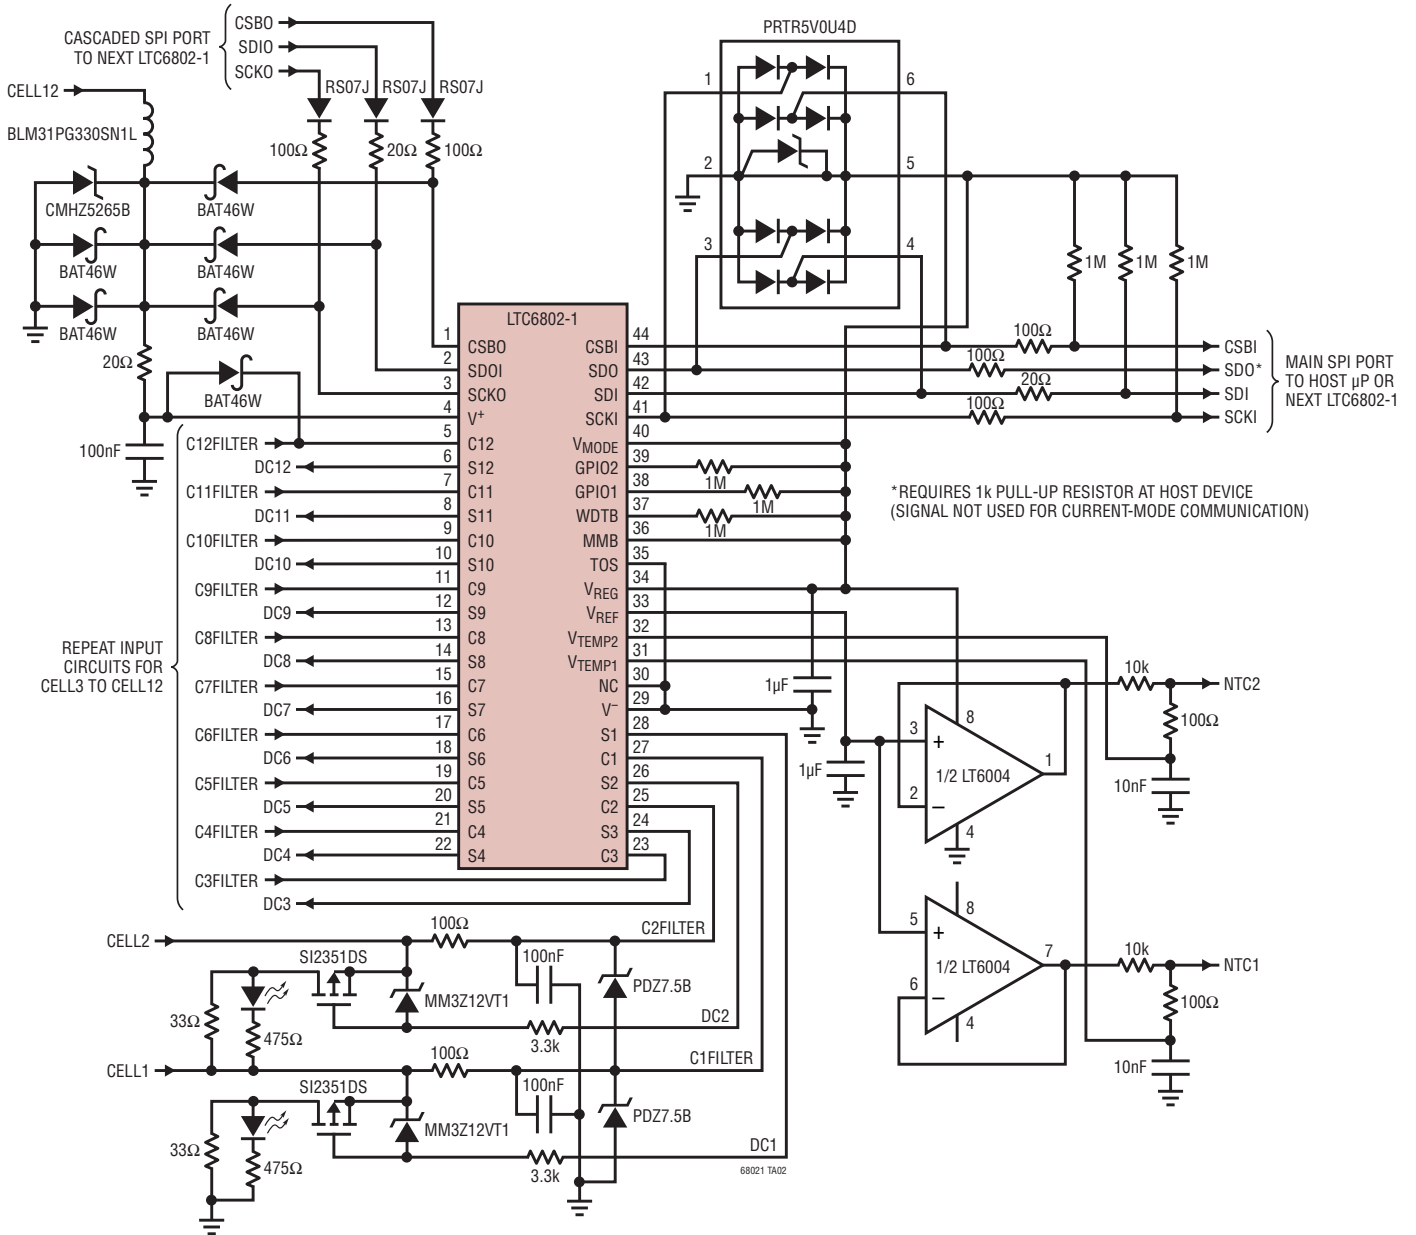 CASCADED SPI PORT
TO NEXT LTC6802-1
CSBO
SDIO
SCKO
CELL12
BLM31PG330SN1L
RS07J
RS07J
RS07J
100Ω
20Ω
100Ω
CMHZ5265B
BAT46W
BAT46W
BAT46W
BAT46W
BAT46W
20Ω
BAT46W
100nF
PRTR5V0U4D
1
6
2
5
3
4
1M
1M
1M
100Ω
100Ω
20Ω
100Ω
CSBI
SDO*
SDI
SCKI
MAIN SPI PORT
TO HOST µP OR
NEXT LTC6802-1
*REQUIRES 1k PULL-UP RESISTOR AT HOST DEVICE
(SIGNAL NOT USED FOR CURRENT-MODE COMMUNICATION)
LTC6802-1
1 CSBO
2 SDOI
3 SCKO
4 V+
C12FILTER 5 C12
DC12 6 S12
C11FILTER 7 C11
DC11 8 S11
C10FILTER 9 C10
DC10 10 S10
C9FILTER 11 C9
DC9 12 S9
C8FILTER 13 C8
DC8 14 S8
C7FILTER 15 C7
DC7 16 S7
C6FILTER 17 C6
DC6 18 S6
C5FILTER 19 C5
DC5 20 S5
C4FILTER 21 C4
DC4 22 S4
C3FILTER
DC3
REPEAT INPUT
CIRCUITS FOR
CELL3 TO CELL12
CSBI 44
SDO 43
SDI 42
SCKI 41
VMODE 40
GPIO2 39
1M
GPIO1 38
1M
WDTB 37
1M
MMB 36
TOS 35
VREG 34
VREF 33
VTEMP2 32
VTEMP1 31
NC 30
V− 29
S1 28
C1 27
S2 26
C2 25
S3 24
C3 23
1µF
1µF
3
+
8
1/2 LT6004
1
2
−
4
10k
NTC2
100Ω
10nF
5
+
8
1/2 LT6004
7
6
−
4
10k
NTC1
100Ω
10nF
CELL2
100Ω
C2FILTER
SI2351DS
100nF
MM3Z12VT1
PDZ7.5B
33Ω
475Ω
3.3k
DC2
CELL1
100Ω
C1FILTER
SI2351DS
100nF
MM3Z12VT1
PDZ7.5B
33Ω
475Ω
3.3k
DC1
68021 TA02